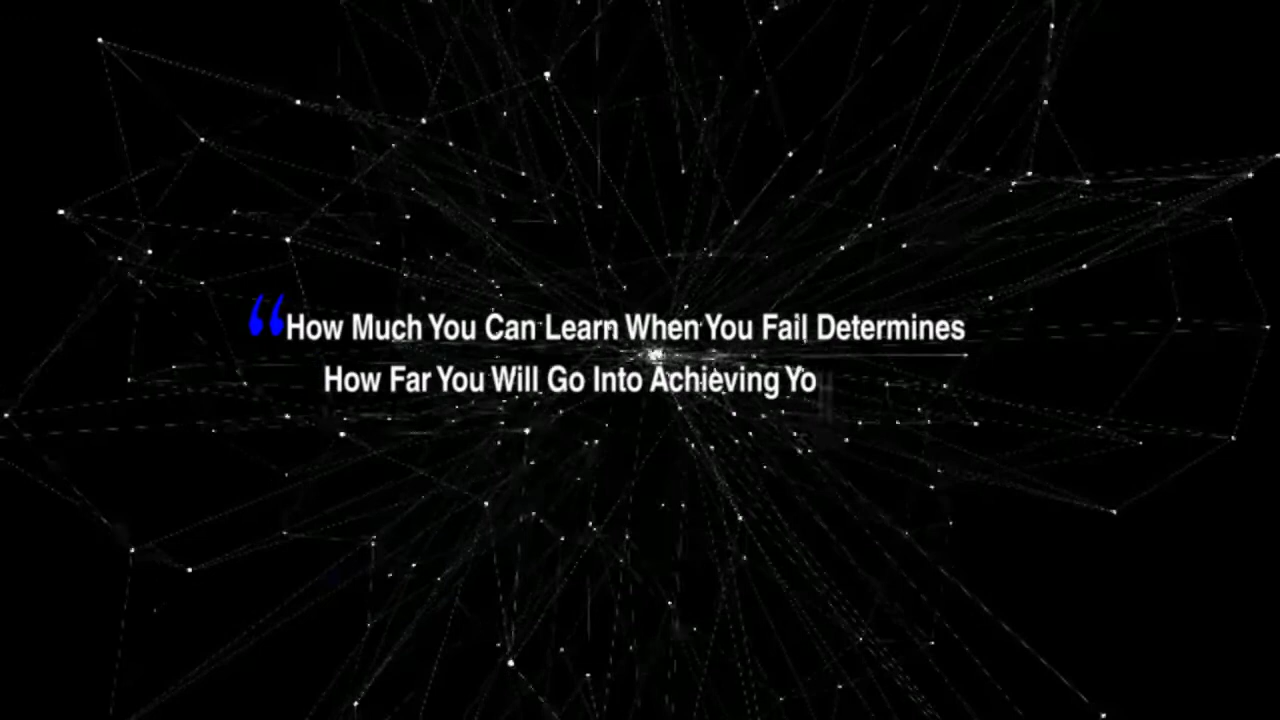 “How Much You Can Learn When You Fail Determines
How Far You Will Go Into Achieving Yo